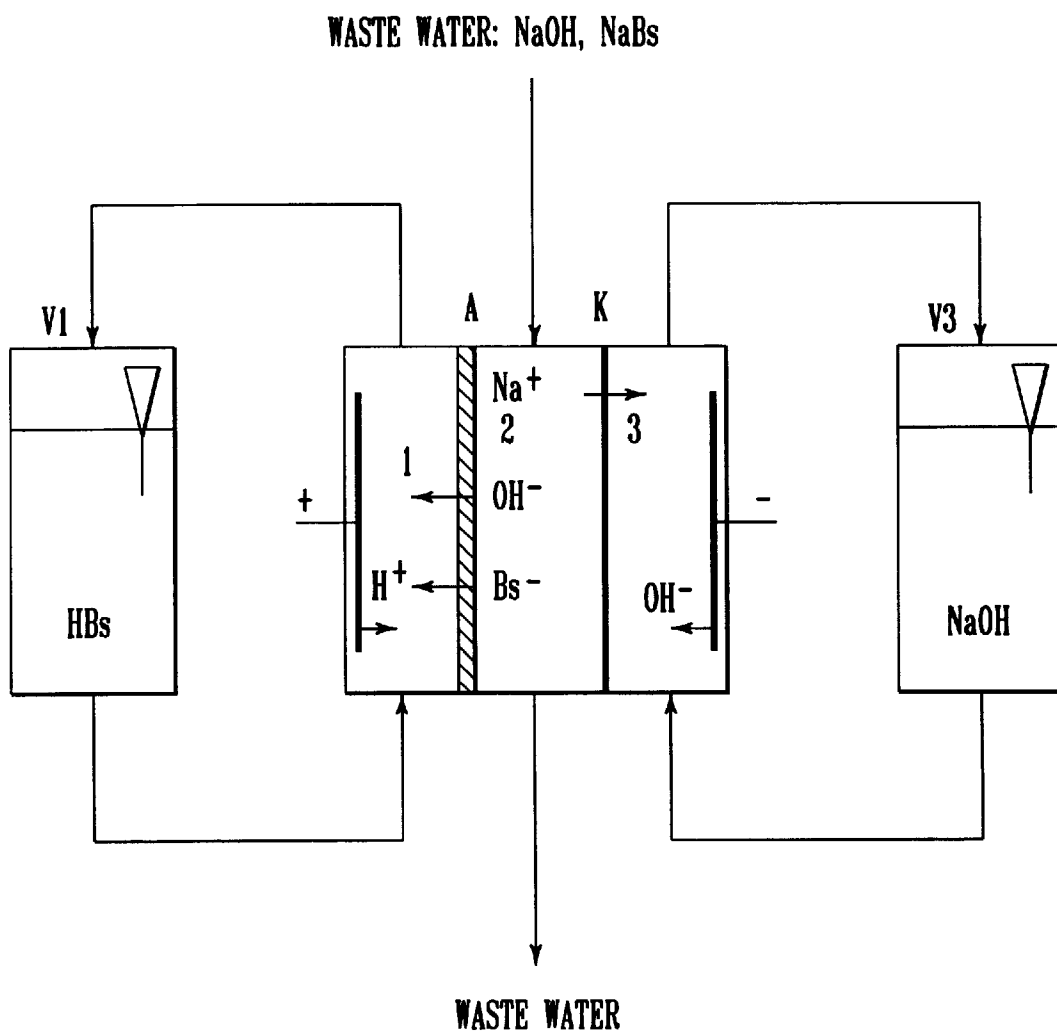 WASTE WATER: NaOH, NaBs
V1
A
K
V3
Na⁺
2
3
1
OH⁻
+
-
H⁺
Bs⁻
OH⁻
HBs
NaOH
WASTE WATER